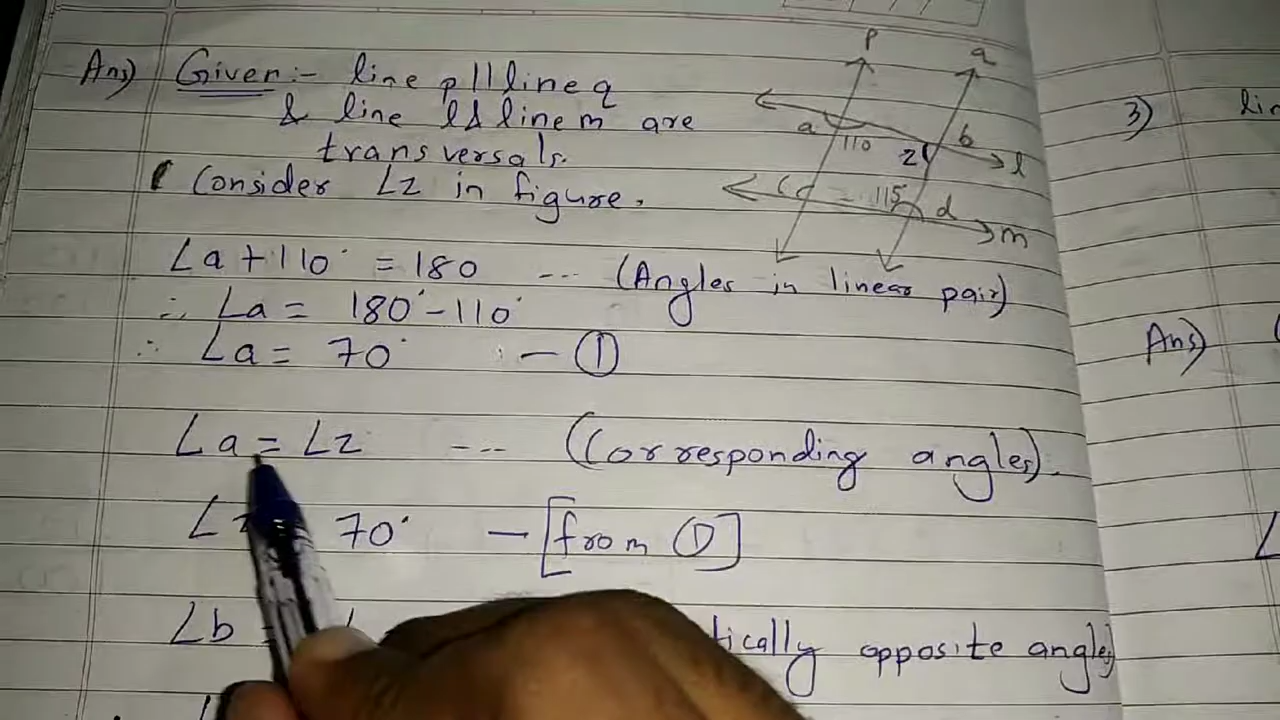 Ans) Given:- line p || line q
& line l & line m are
transversals.
Consider ∠z in figure.
∠a + 110° = 180 --- (Angles in linear pair)
∴ ∠a = 180° - 110°
∴ ∠a = 70° — ①
∠a = ∠z --- (Corresponding angles).
70° — [from ①]
∠b
opposite angles
p
q
a
110
b
z
l
c
115
d
m
3)
Ans)